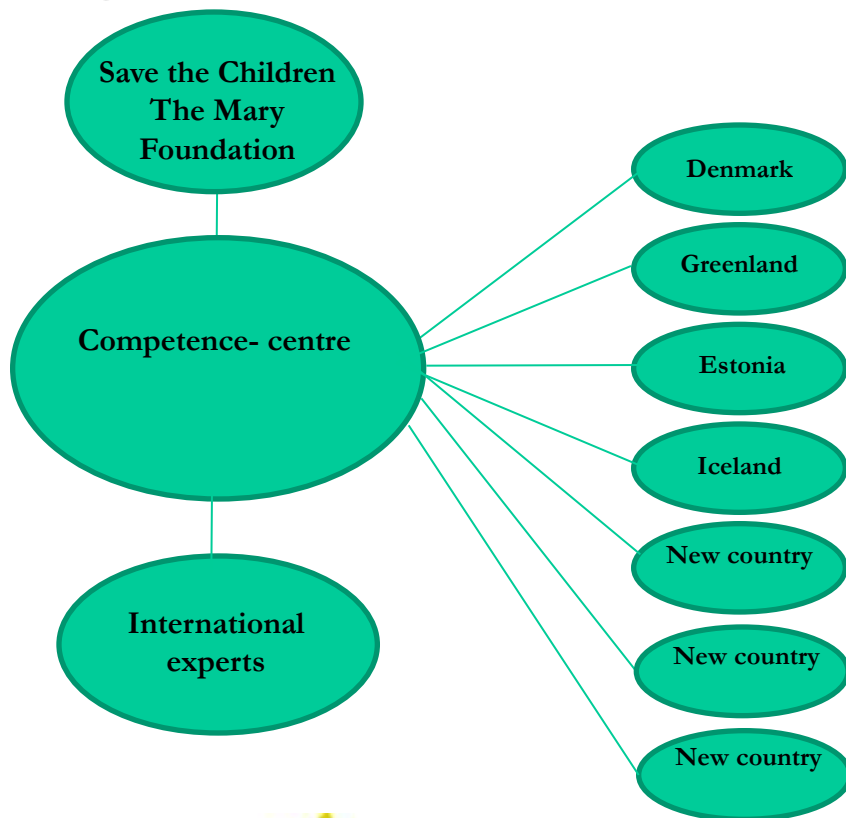 Save the Children
The Mary
Foundation
Competence- centre
International
experts
Denmark
Greenland
Estonia
Iceland
New country
New country
New country